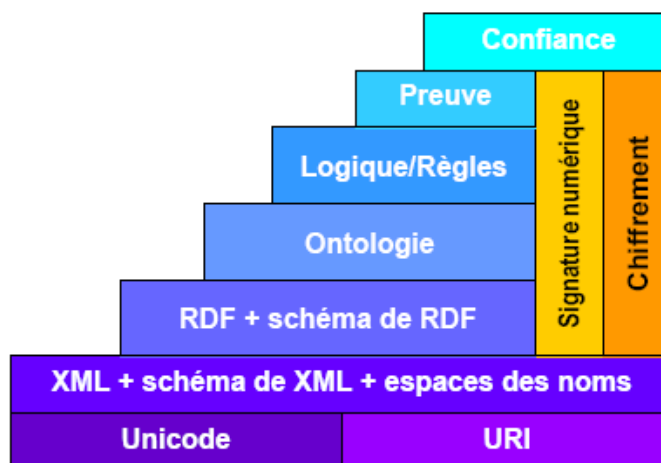 Confiance
Preuve
Logique/Règles
Ontologie
RDF + schéma de RDF
Signature numérique
Chiffrement
XML + schéma de XML + espaces des noms
Unicode
URI